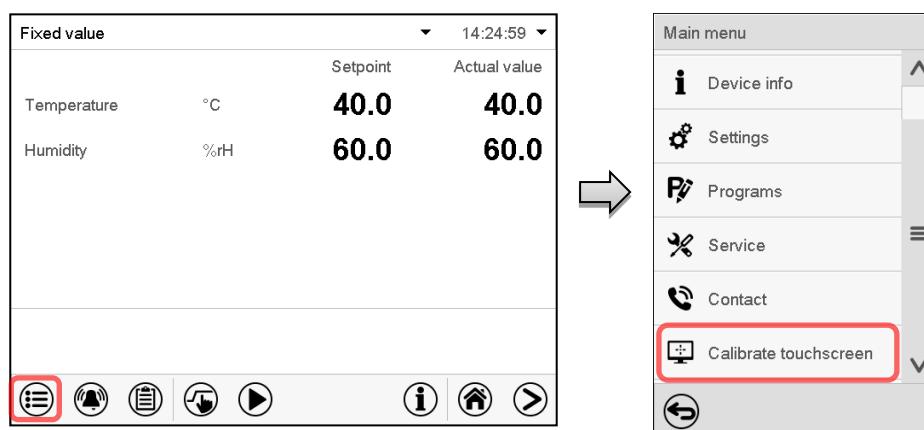 Fixed value 14:24:59
Setpoint Actual value
Temperature °C 40.0 40.0
Humidity %rH 60.0 60.0
Main menu
Device info
Settings
Programs
Service
Contact
Calibrate touchscreen